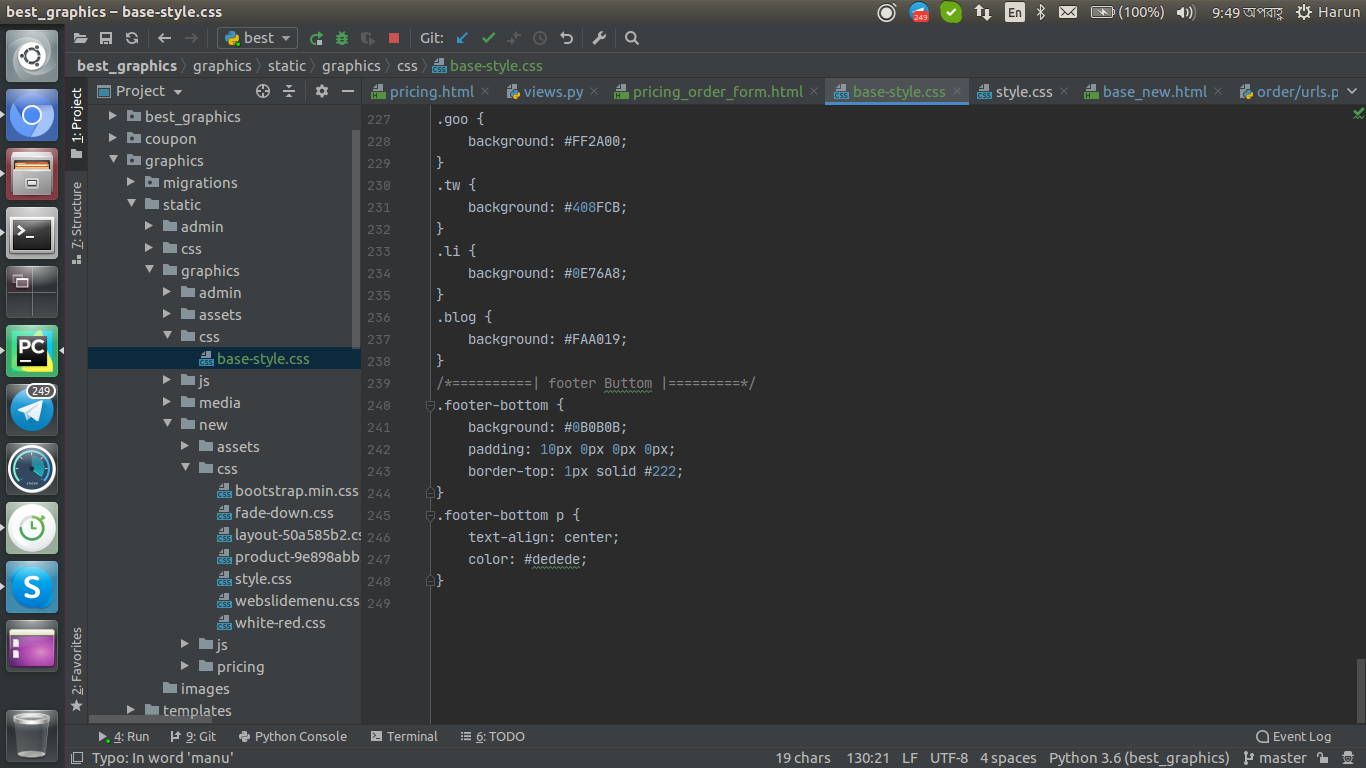 best_graphics – base-style.css
249
En
(100%)
9:49 অপরাহ্ণ
Harun
best
Git:
best_graphics
graphics
static
graphics
css
base-style.css
1: Project
7: Structure
2: Favorites
Project
pricing.html
views.py
pricing_order_form.html
base-style.css
style.css
base_new.html
order/urls.p
best_graphics
coupon
graphics
migrations
static
admin
css
graphics
admin
assets
css
base-style.css
js
media
new
assets
css
bootstrap.min.css
fade-down.css
layout-50a585b2.cs
product-9e898abb
style.css
webslidemenu.css
white-red.css
js
pricing
images
templates
PC
249
S
227 .goo {
228 background: #FF2A00;
229 }
230 .tw {
231 background: #408FCB;
232 }
233 .li {
234 background: #0E76A8;
235 }
236 .blog {
237 background: #FAA019;
238 }
239 /*==========| footer Buttom |=========*/
240 .footer-bottom {
241 background: #0B0B0B;
242 padding: 10px 0px 0px 0px;
243 border-top: 1px solid #222;
244 }
245 .footer-bottom p {
246 text-align: center;
247 color: #dedede;
248 }
249
4: Run
9: Git
Python Console
Terminal
6: TODO
Event Log
Typo: In word 'manu'
19 chars
130:21
LF
UTF-8
4 spaces
Python 3.6 (best_graphics)
master